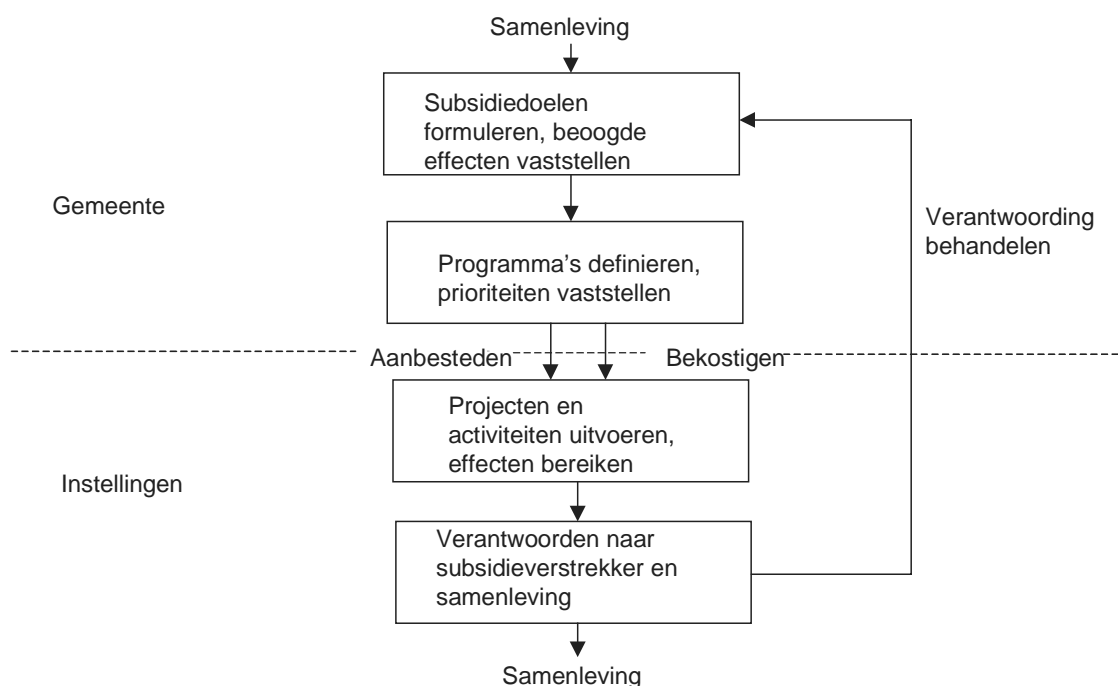 Samenleving
Subsidiedoelen
formuleren, beoogde
effecten vaststellen
Gemeente
Verantwoording
behandelen
Programma's definieren,
prioriteiten vaststellen
Aanbesteden
Bekostigen
Projecten en
activiteiten uitvoeren,
effecten bereiken
Instellingen
Verantwoorden naar
subsidieverstrekker en
samenleving
Samenleving